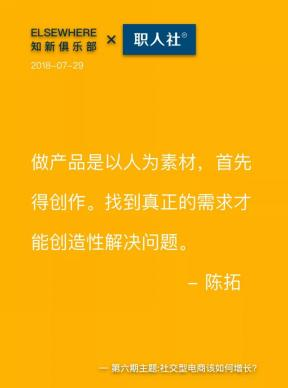 ELSEWHERE
知新俱乐部 × 职人社®
2018-07-29
做产品是以人为素材，首先
得创作。找到真正的需求才
能创造性解决问题。
- 陈拓
— 第六期主题:社交型电商该如何增长?